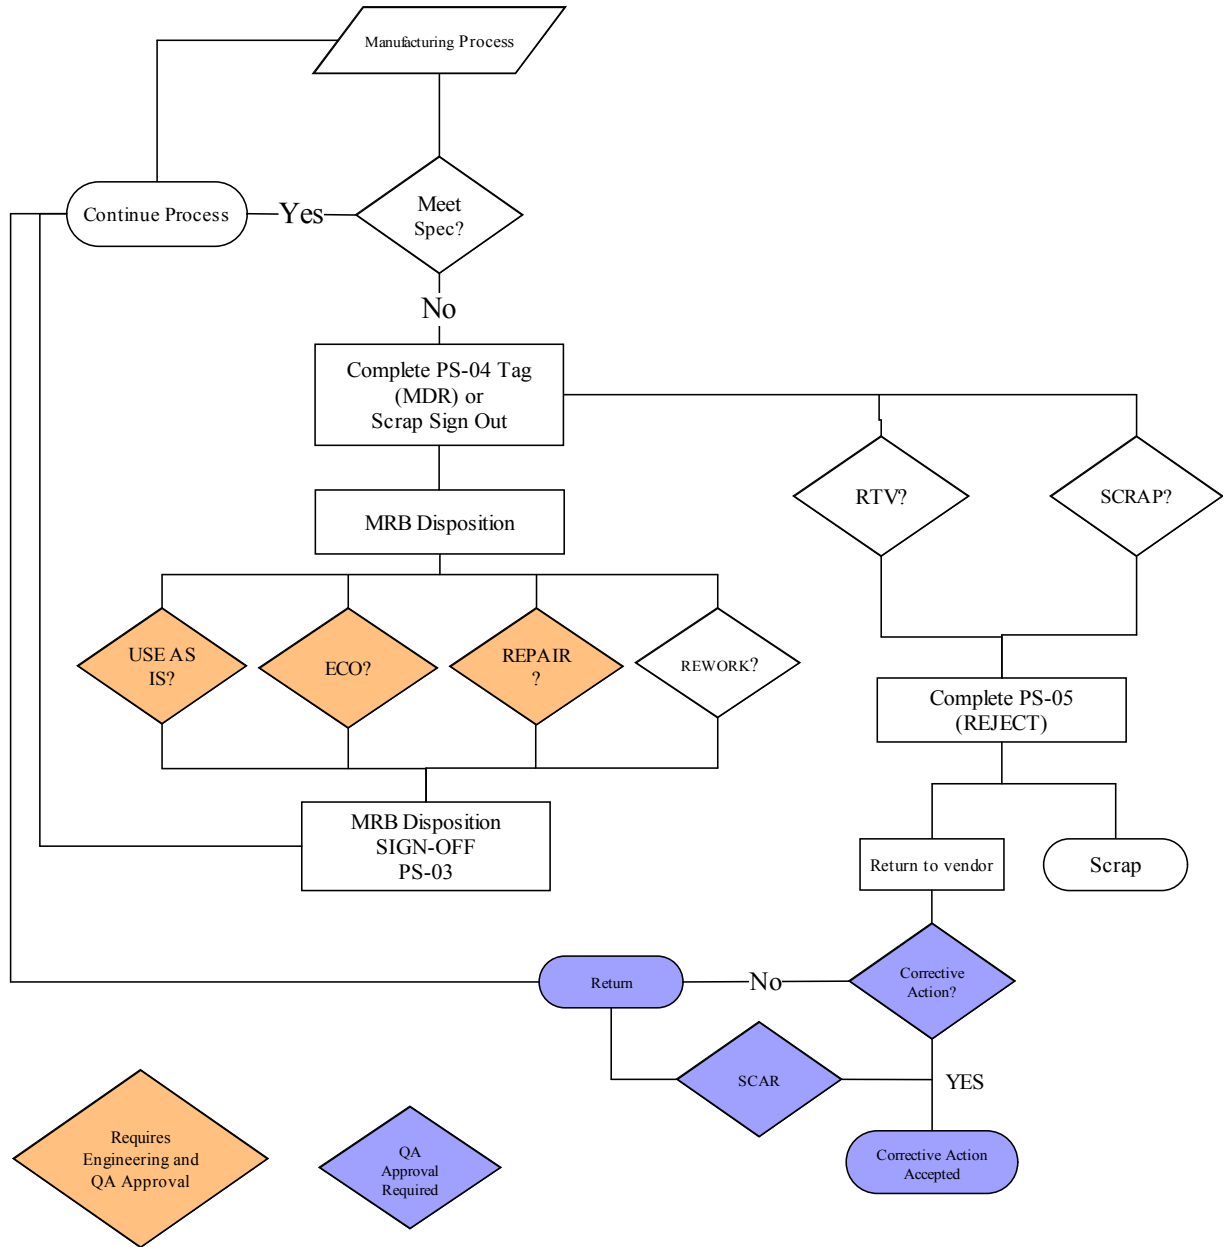 Manufacturing Process
Continue Process
Yes
Meet
Spec?
No
Complete PS-04 Tag
(MDR) or
Scrap Sign Out
RTV?
SCRAP?
MRB Disposition
USE AS
IS?
ECO?
REPAIR
?
REWORK?
Complete PS-05
(REJECT)
MRB Disposition
SIGN-OFF
PS-03
Return to vendor
Scrap
Return
No
Corrective
Action?
SCAR
YES
Corrective Action
Accepted
Requires
Engineering and
QA Approval
QA
Approval
Required